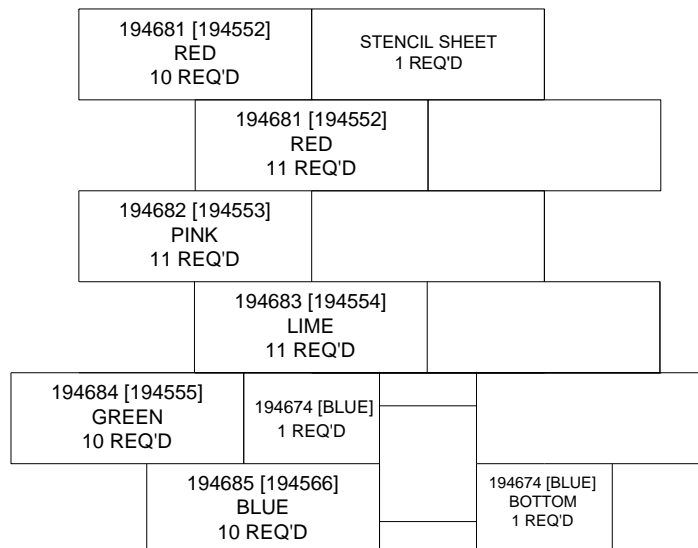 194681 [194552]
RED
10 REQ'D
STENCIL SHEET
1 REQ'D
194681 [194552]
RED
11 REQ'D
194682 [194553]
PINK
11 REQ'D
194683 [194554]
LIME
11 REQ'D
194684 [194555]
GREEN
10 REQ'D
194674 [BLUE]
1 REQ'D
194685 [194566]
BLUE
10 REQ'D
194674 [BLUE]
BOTTOM
1 REQ'D